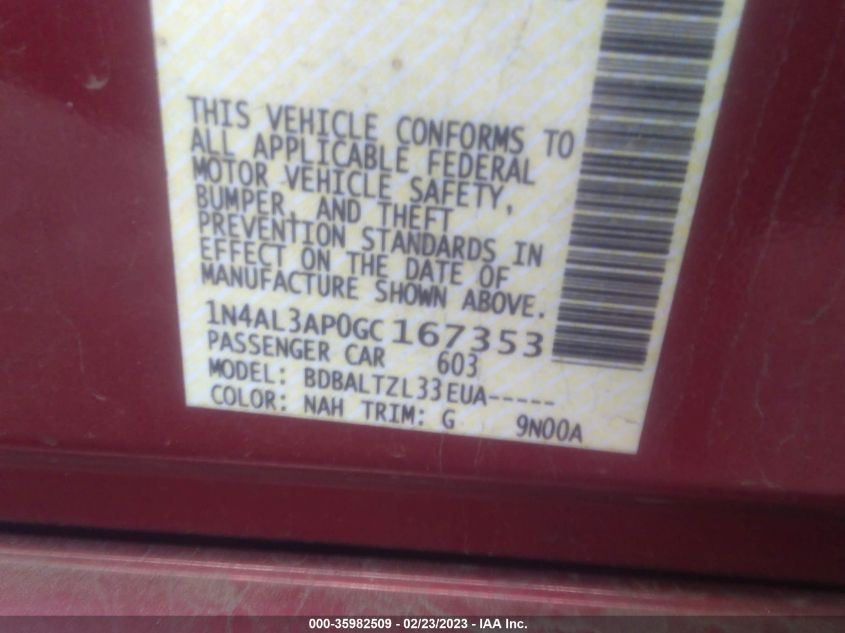 THIS VEHICLE CONFORMS TO
ALL APPLICABLE FEDERAL
MOTOR VEHICLE SAFETY,
BUMPER, AND THEFT
PREVENTION STANDARDS IN
EFFECT ON THE DATE OF
MANUFACTURE SHOWN ABOVE.
1N4AL3AP0GC167353
PASSENGER CAR 603
MODEL: BDBALTZL33EUA-----
COLOR: NAH TRIM: G 9N00A
000-35982509 / 02/23/2023 - IAA Inc.